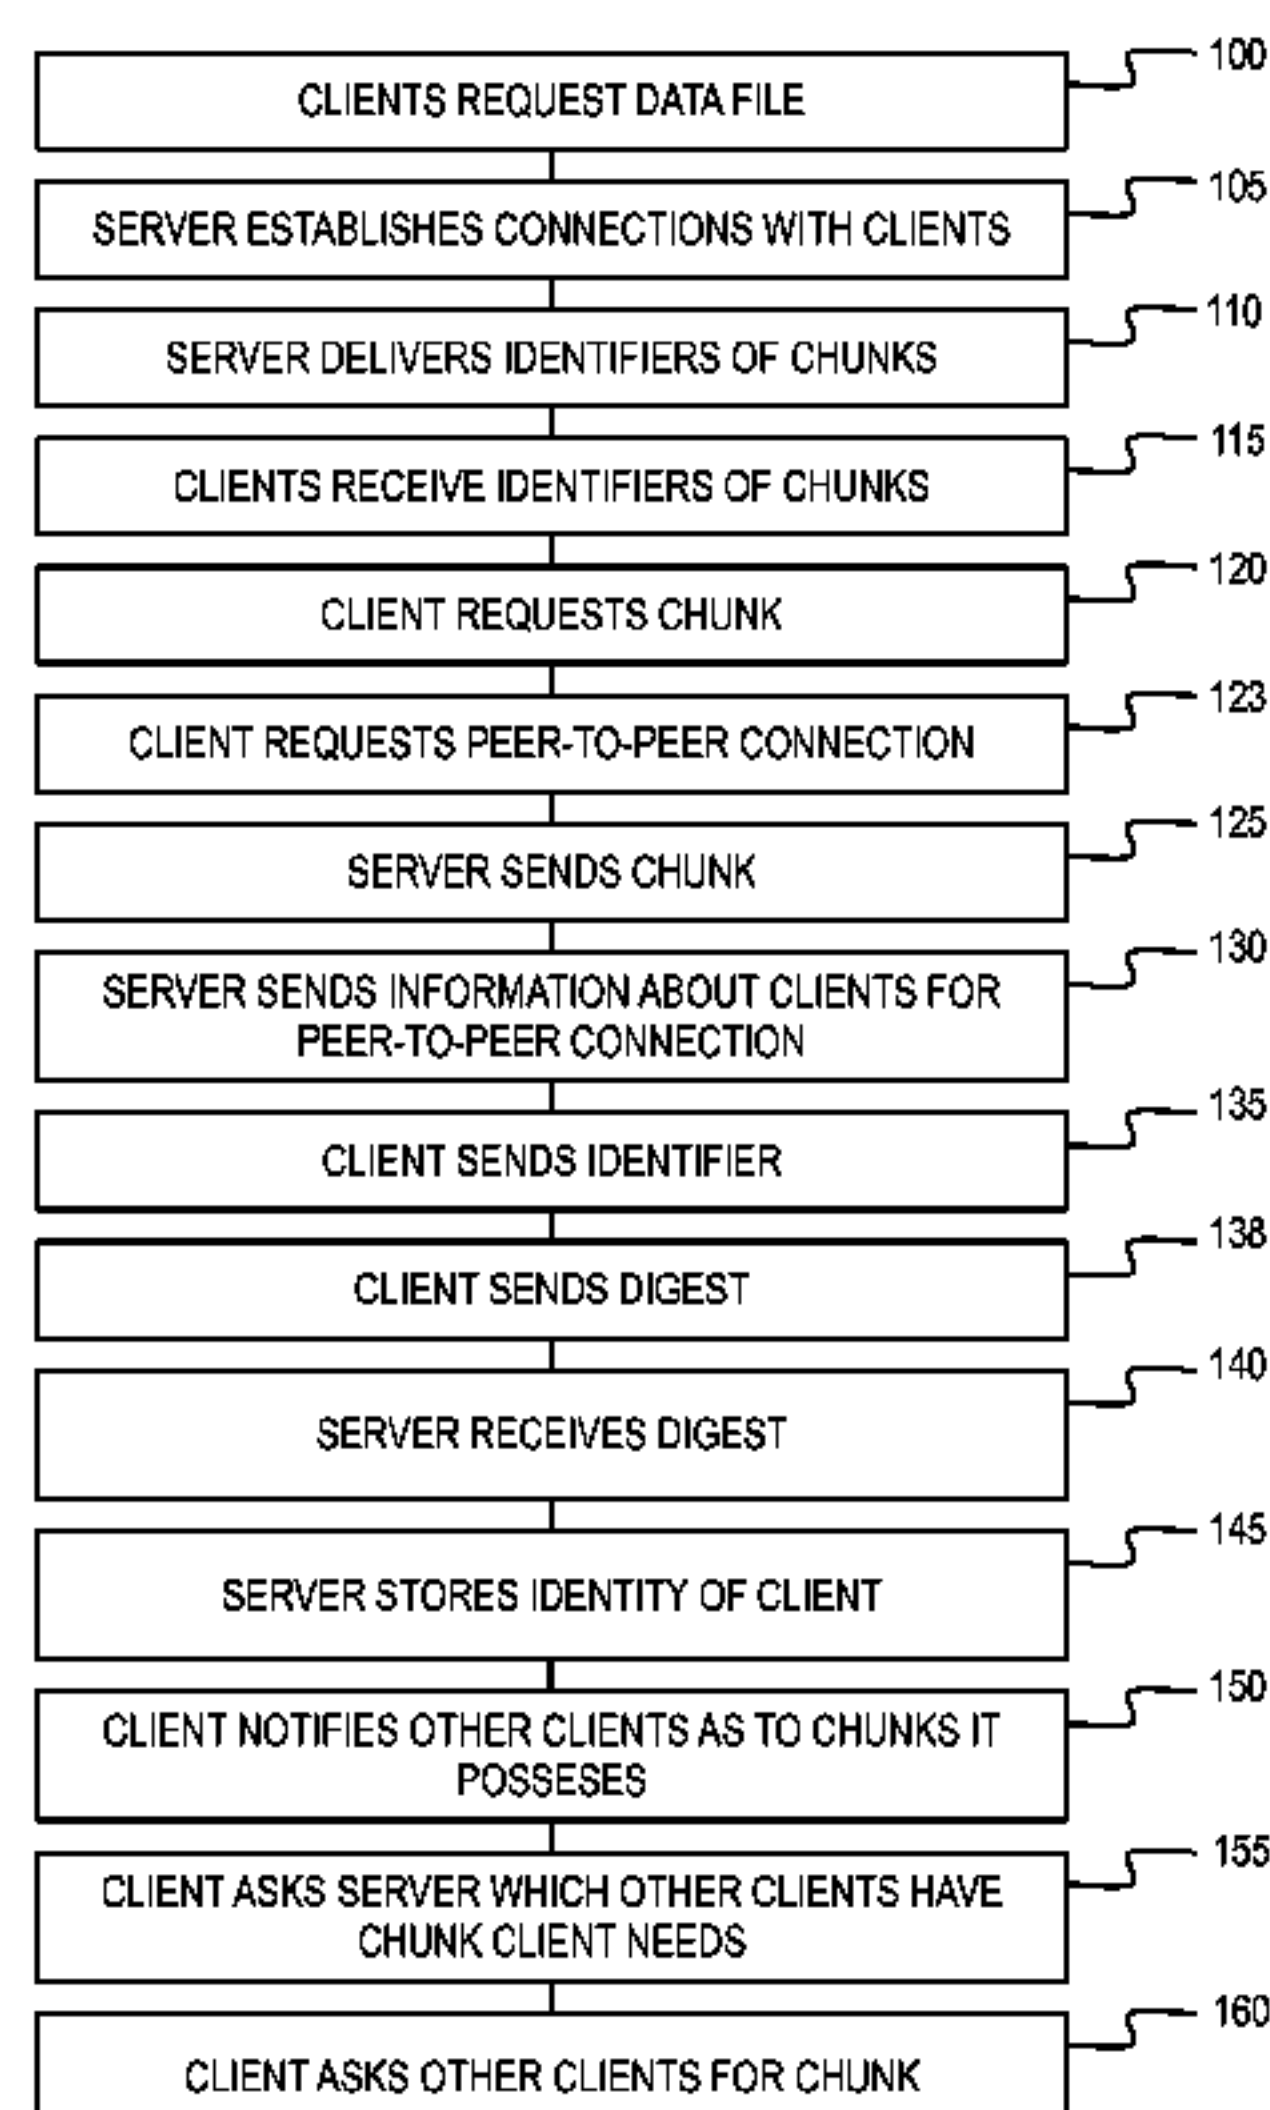 100
CLIENTS REQUEST DATA FILE
105
SERVER ESTABLISHES CONNECTIONS WITH CLIENTS
110
SERVER DELIVERS IDENTIFIERS OF CHUNKS
115
CLIENTS RECEIVE IDENTIFIERS OF CHUNKS
120
CLIENT REQUESTS CHUNK
123
CLIENT REQUESTS PEER-TO-PEER CONNECTION
125
SERVER SENDS CHUNK
130
SERVER SENDS INFORMATION ABOUT CLIENTS FOR
PEER-TO-PEER CONNECTION
135
CLIENT SENDS IDENTIFIER
138
CLIENT SENDS DIGEST
140
SERVER RECEIVES DIGEST
145
SERVER STORES IDENTITY OF CLIENT
150
CLIENT NOTIFIES OTHER CLIENTS AS TO CHUNKS IT
POSSESES
155
CLIENT ASKS SERVER WHICH OTHER CLIENTS HAVE
CHUNK CLIENT NEEDS
160
CLIENT ASKS OTHER CLIENTS FOR CHUNK